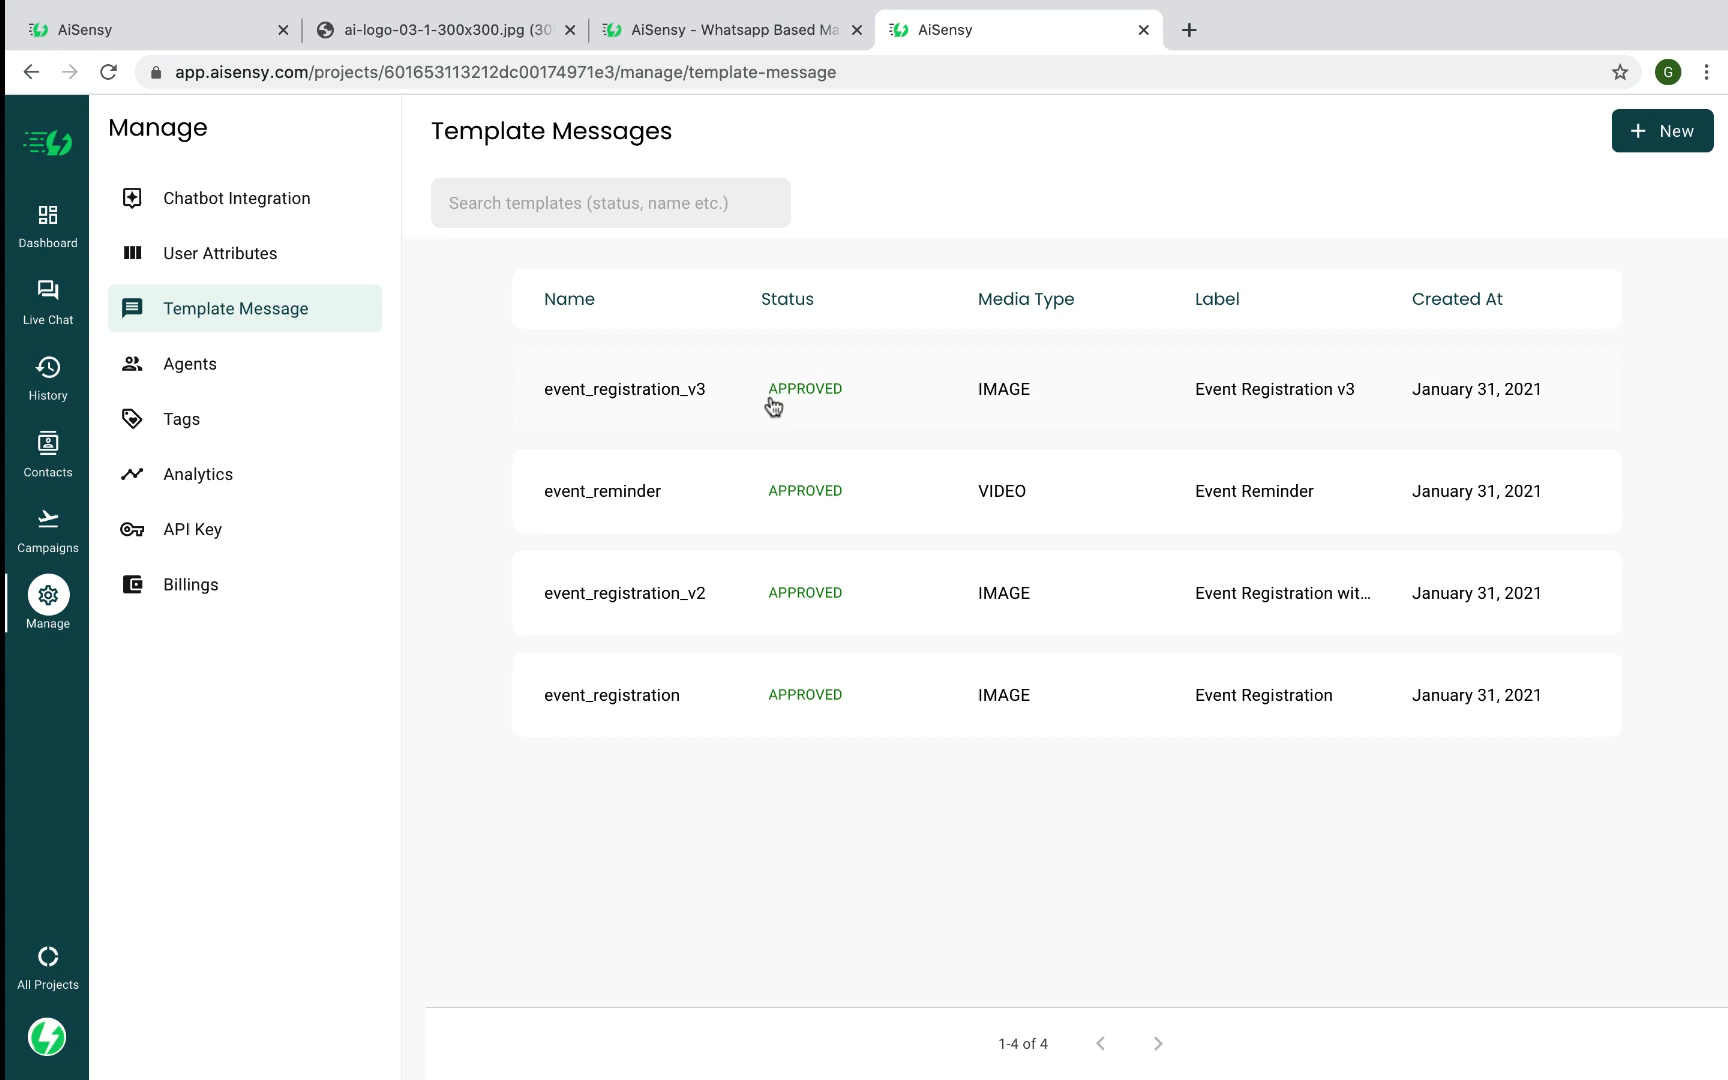 AiSensy
ai-logo-03-1-300x300.jpg (30
AiSensy - Whatsapp Based Ma
AiSensy
app.aisensy.com/projects/601653113212dc00174971e3/manage/template-message
G
Manage
Template Messages
+ New
Search templates (status, name etc.)
Dashboard
Live Chat
History
Contacts
Campaigns
Manage
All Projects
Chatbot Integration
User Attributes
Template Message
Agents
Tags
Analytics
API Key
Billings
Name Status Media Type Label Created At
event_registration_v3 APPROVED IMAGE Event Registration v3 January 31, 2021
event_reminder APPROVED VIDEO Event Reminder January 31, 2021
event_registration_v2 APPROVED IMAGE Event Registration wit... January 31, 2021
event_registration APPROVED IMAGE Event Registration January 31, 2021
1-4 of 4